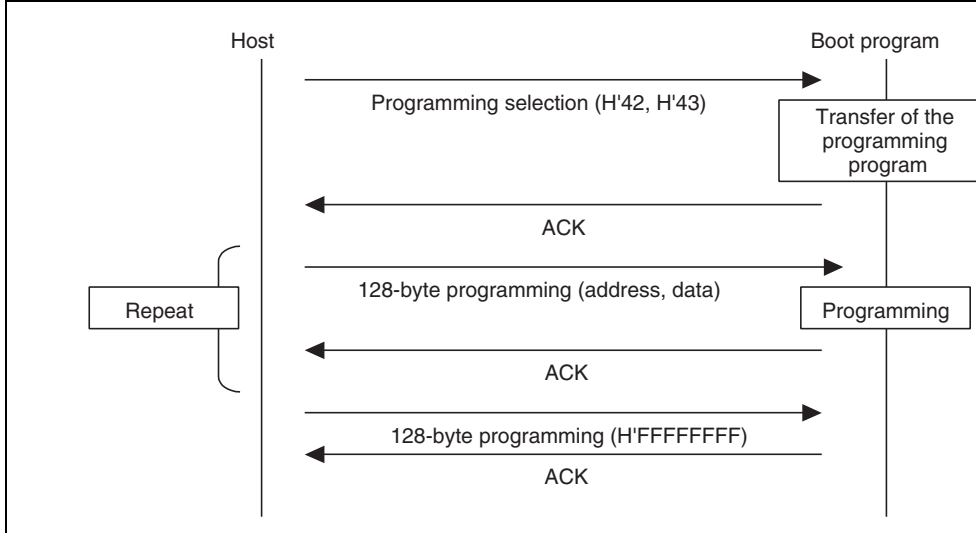 Host
Boot program
Programming selection (H'42, H'43)
Transfer of the
programming
program
ACK
128-byte programming (address, data)
Repeat
Programming
ACK
128-byte programming (H'FFFFFFFF)
ACK